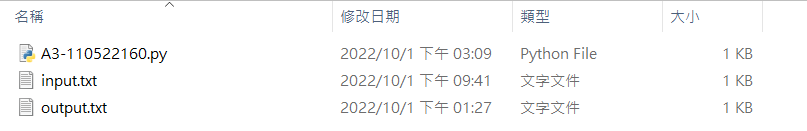 名稱 修改日期 類型 大小
A3-110522160.py 2022/10/1 下午 03:09 Python File 1 KB
input.txt 2022/10/1 下午 09:41 文字文件 1 KB
output.txt 2022/10/1 下午 01:27 文字文件 1 KB